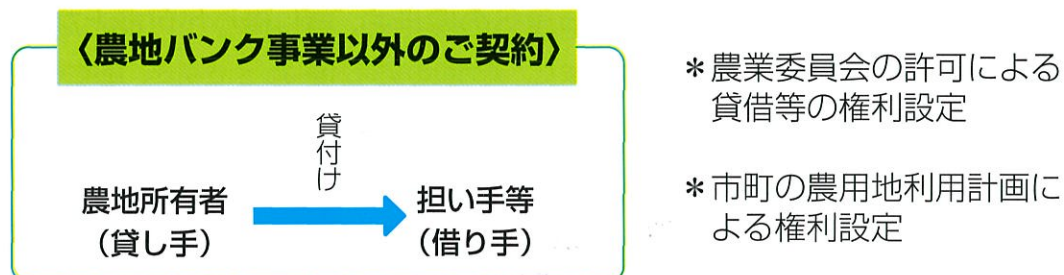 〈農地バンク事業以外のご契約〉
貸付け
農地所有者
(貸し手)
担い手等
(借り手)
＊農業委員会の許可による
貸借等の権利設定
＊市町の農用地利用計画に
よる権利設定